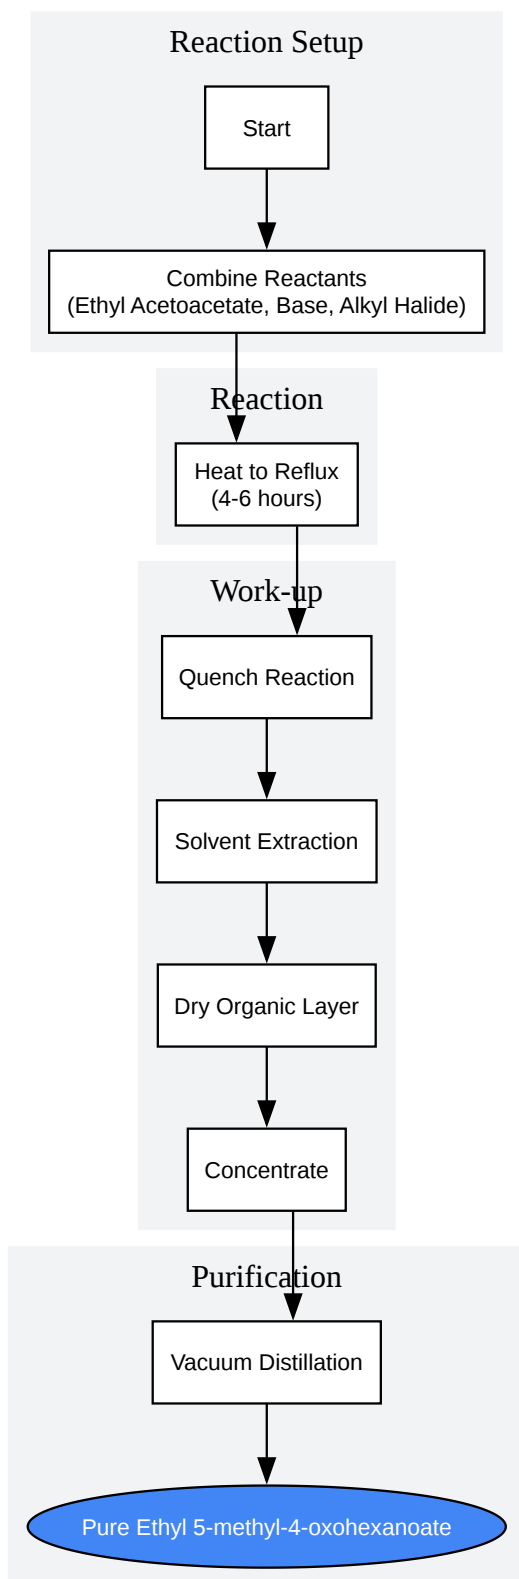 Reaction Setup
Start
Combine Reactants
(Ethyl Acetoacetate, Base, Alkyl Halide)
Reaction
Heat to Reflux
(4-6 hours)
Work-up
Quench Reaction
Solvent Extraction
Dry Organic Layer
Concentrate
Purification
Vacuum Distillation
Pure Ethyl 5-methyl-4-oxohexanoate